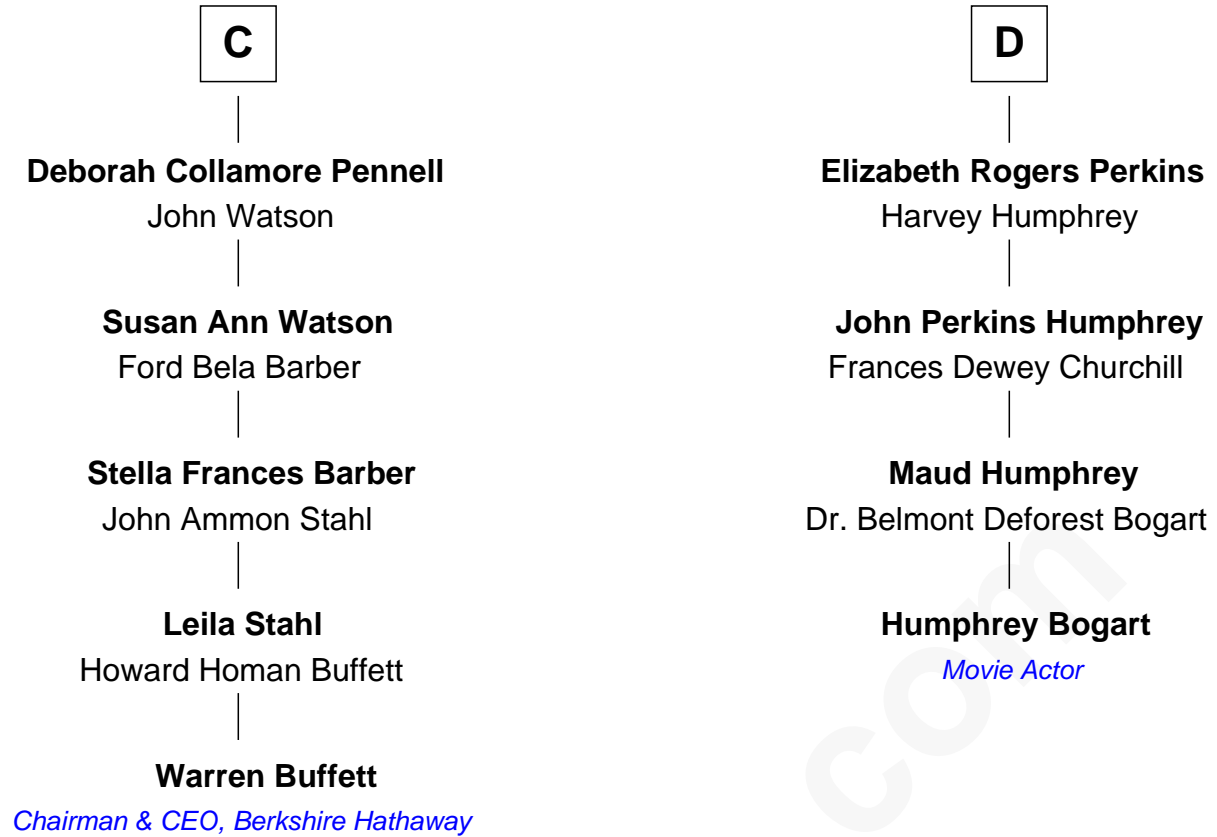 C
Deborah Collamore Pennell
John Watson
Susan Ann Watson
Ford Bela Barber
Stella Frances Barber
John Ammon Stahl
Leila Stahl
Howard Homan Buffett
Warren Buffett
Chairman & CEO, Berkshire Hathaway
D
Elizabeth Rogers Perkins
Harvey Humphrey
John Perkins Humphrey
Frances Dewey Churchill
Maud Humphrey
Dr. Belmont Deforest Bogart
Humphrey Bogart
Movie Actor
com